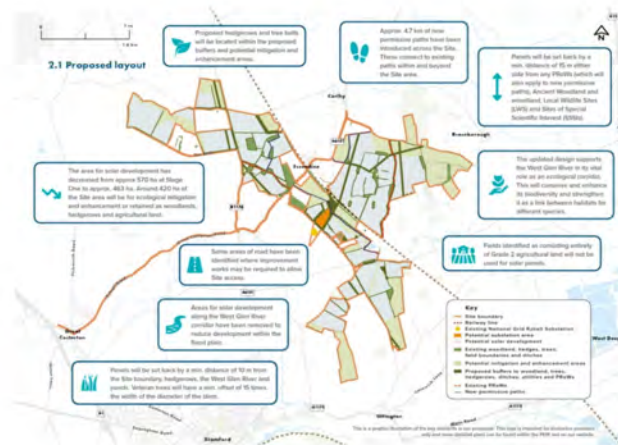 2.1 Proposed layout
Proposed hedgerows and tree belts
will be located within the proposed
buffers and potential mitigation and
enhancement areas.
Approx. 4.7 km of new
permissive paths have been
introduced across the Site.
These connect to existing
paths within and beyond
the Site area.
N
Panels will be set back by a
min. distance of 15 m either
side from any PRoWs (which will
also apply to new permissive
paths), Ancient Woodland and
woodland, Local Wildlife Sites
(LWS) and Sites of Special
Scientific Interest (SSSIs).
Carlby
Braceborough
Essendine
The area for solar development has
decreased from approx 570 ha at Stage
One to approx. 463 ha. Around 420 ha of
the Site area will be for ecological mitigation
and enhancement or retained as woodlands,
hedgerows and agricultural land.
The updated design supports
the West Glen River in its vital
role as an ecological corridor.
This will conserve and enhance
its biodiversity and strengthen
it as a link between habitats for
different species.
Some areas of road have been
identified where improvement
works may be required to allow
Site access.
Fields identified as consisting entirely
of Grade 2 agricultural land will not be
used for solar panels.
Areas for solar development
along the West Glen River
corridor have been removed to
reduce development within the
flood plain.
Great
Casterton
Panels will be set back by a min. distance of 10 m from
the Site boundary, hedgerows, the West Glen River and
ponds. Veteran trees will have a min. offset of 15 times
the width of the diameter of the stem.
Key
Site boundary
Railway line
Existing National Grid Ryhall Substation
Potential substation area
Potential solar development
Existing woodland, hedges, trees,
field boundaries and ditches
Potential mitigation and enhancement areas
Proposed buffers to woodland, trees,
hedgerows, ditches, utilities and PRoWs
Existing PRoWs
New permissive paths
Uffington
Stamford